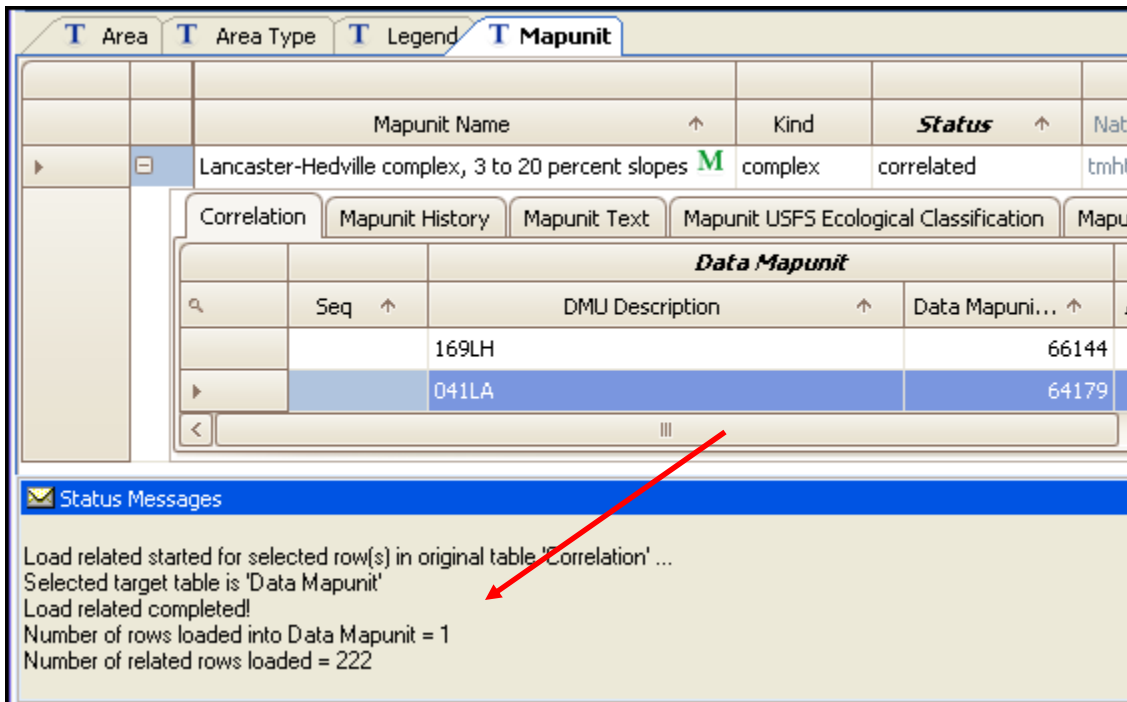 T Area T Area Type T Legend T Mapunit
Mapunit Name Kind Status Nat
Lancaster-Hedville complex, 3 to 20 percent slopes M complex correlated
Correlation Mapunit History Mapunit Text Mapunit USFS Ecological Classification Mapu
Data Mapunit
Seq DMU Description Data Mapuni...
169LH 66144
041LA 64179
Status Messages
Load related started for selected row(s) in original table 'Correlation' ...
Selected target table is 'Data Mapunit'
Load related completed!
Number of rows loaded into Data Mapunit = 1
Number of related rows loaded = 222